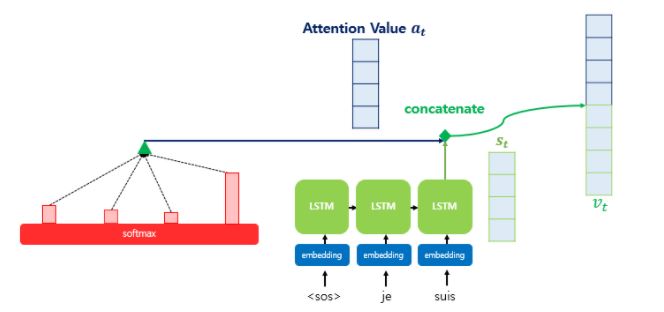 Attention Value a_t
concatenate
s_t
v_t
softmax
LSTM
LSTM
LSTM
embedding
embedding
embedding
<sos>
je
suis